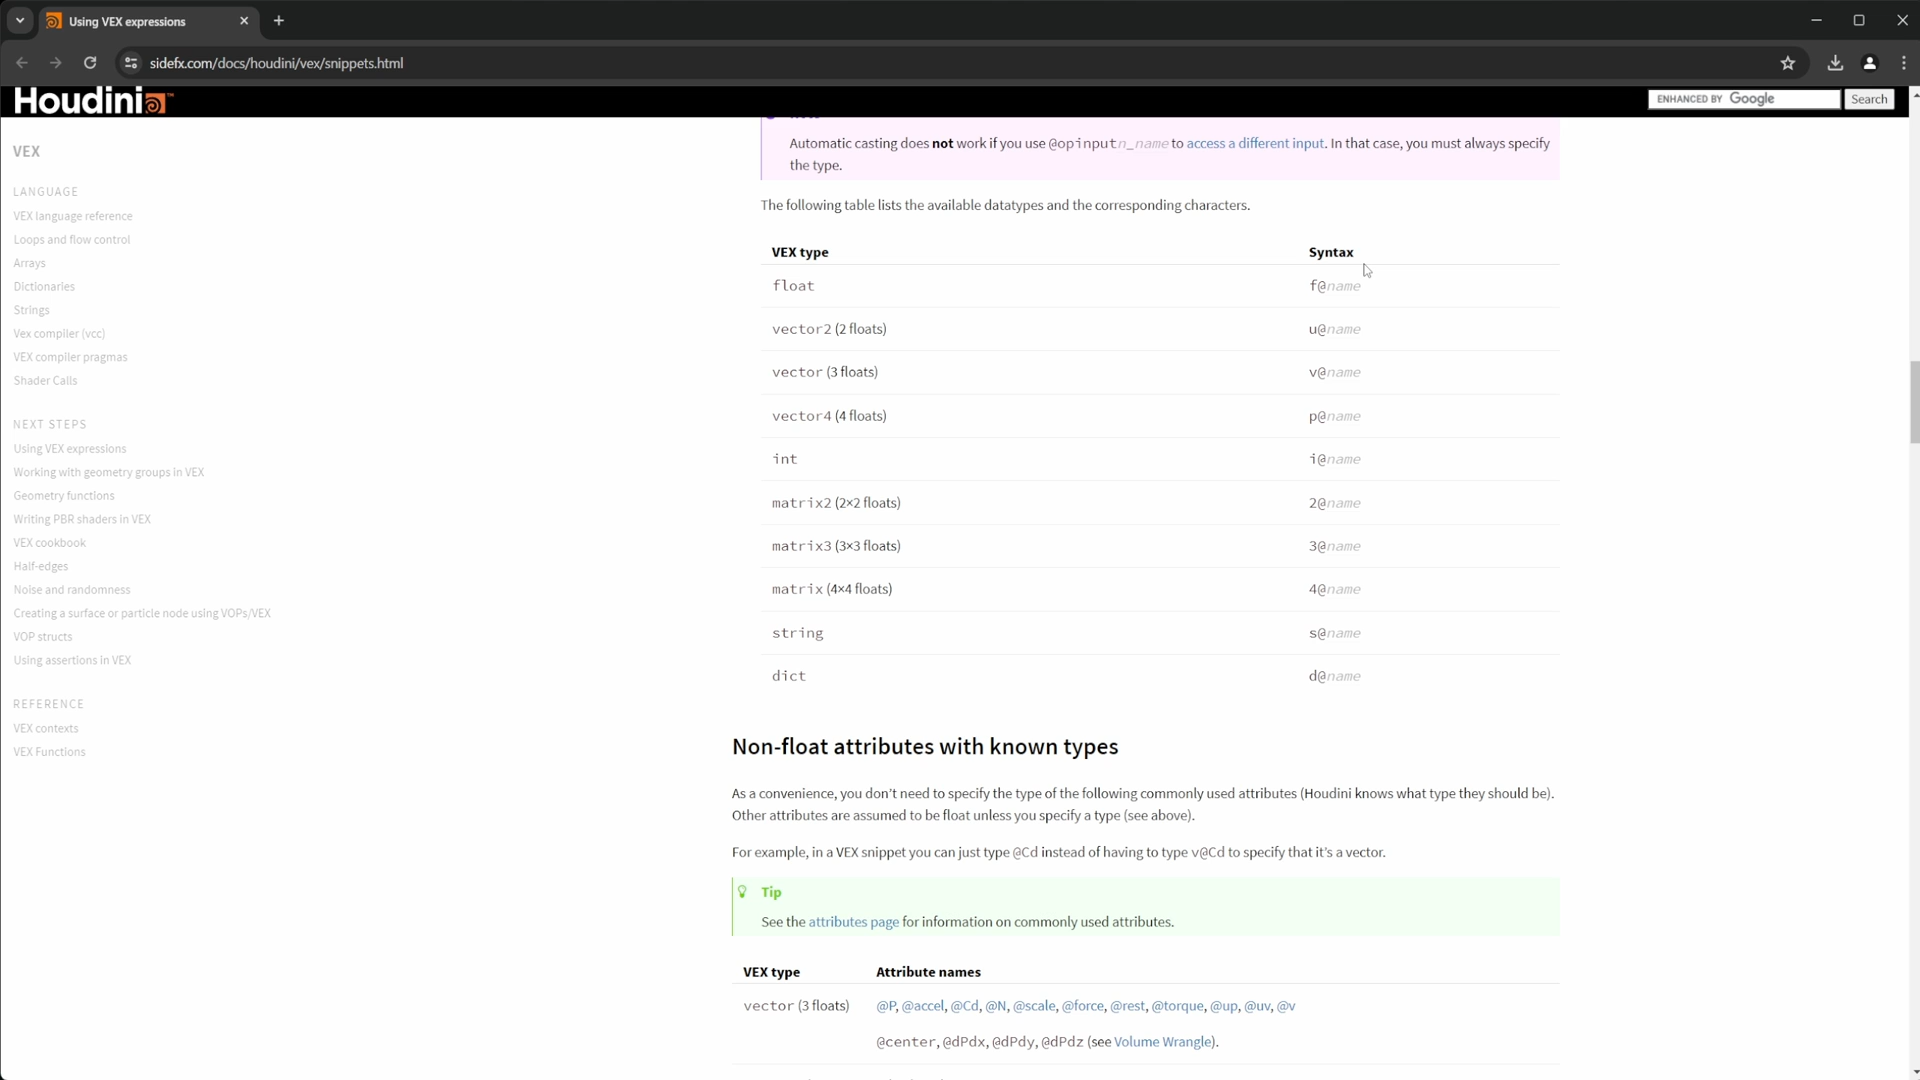 Using VEX expressions
sidefx.com/docs/houdini/vex/snippets.html
Houdini
ENHANCED BY Google
Search
VEX
LANGUAGE
VEX language reference
Loops and flow control
Arrays
Dictionaries
Strings
Vex compiler (vcc)
VEX compiler pragmas
Shader Calls
NEXT STEPS
Using VEX expressions
Working with geometry groups in VEX
Geometry functions
Writing PBR shaders in VEX
VEX cookbook
Half-edges
Noise and randomness
Creating a surface or particle node using VOPs/VEX
VOP structs
Using assertions in VEX
REFERENCE
VEX contexts
VEX Functions
Automatic casting does not work if you use @opinputn_name to access a different input. In that case, you must always specify
the type.
The following table lists the available datatypes and the corresponding characters.
VEX type Syntax
float f@name
vector2 (2 floats) u@name
vector (3 floats) v@name
vector4 (4 floats) p@name
int i@name
matrix2 (2×2 floats) 2@name
matrix3 (3×3 floats) 3@name
matrix (4×4 floats) 4@name
string s@name
dict d@name
Non-float attributes with known types
As a convenience, you don't need to specify the type of the following commonly used attributes (Houdini knows what type they should be).
Other attributes are assumed to be float unless you specify a type (see above).
For example, in a VEX snippet you can just type @Cd instead of having to type v@Cd to specify that it's a vector.
Tip
See the attributes page for information on commonly used attributes.
VEX type Attribute names
vector (3 floats) @P, @accel, @Cd, @N, @scale, @force, @rest, @torque, @up, @uv, @v
@center, @dPdx, @dPdy, @dPdz (see Volume Wrangle).